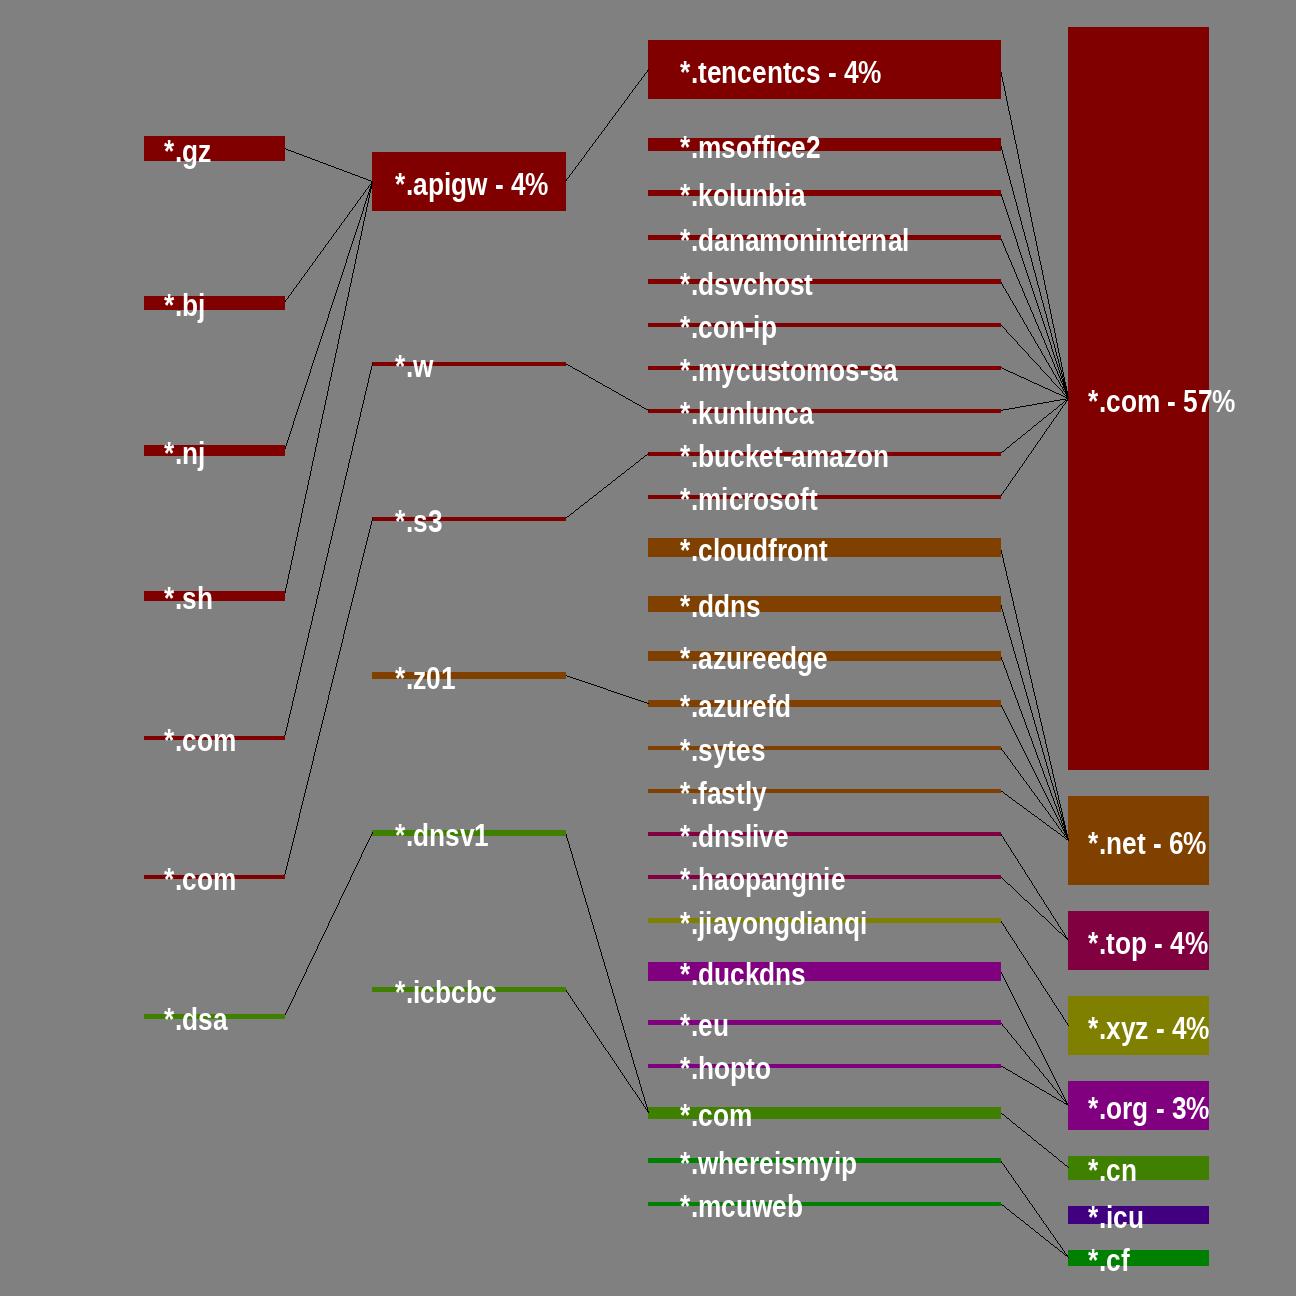 *.gz
*.bj
*.nj
*.sh
*.com
*.com
*.dsa
*.apigw - 4%
*.w
*.s3
*.z01
*.dnsv1
*.icbcbc
*.tencentcs - 4%
*.msoffice2
*.kolunbia
*.danamoninternal
*.dsvchost
*.con-ip
*.mycustomos-sa
*.kunlunca
*.bucket-amazon
*.microsoft
*.cloudfront
*.ddns
*.azureedge
*.azurefd
*.sytes
*.fastly
*.dnslive
*.haopangnie
*.jiayongdianqi
*.duckdns
*.eu
*.hopto
*.com
*.whereismyip
*.mcuweb
*.com - 57%
*.net - 6%
*.top - 4%
*.xyz - 4%
*.org - 3%
*.cn
*.icu
*.cf